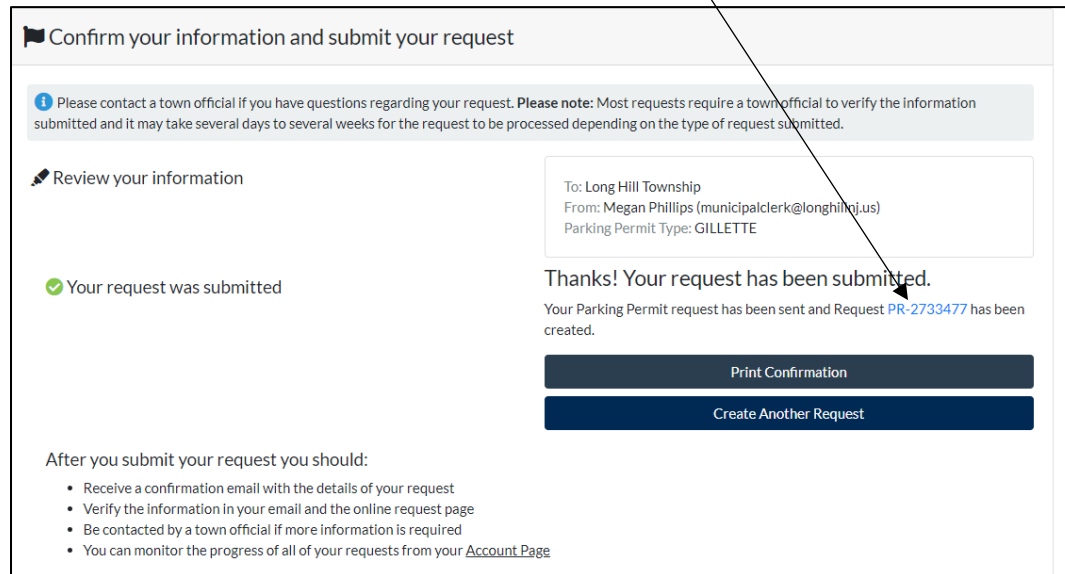 Confirm your information and submit your request
Please contact a town official if you have questions regarding your request. Please note: Most requests require a town official to verify the information
submitted and it may take several days to several weeks for the request to be processed depending on the type of request submitted.
Review your information
To: Long Hill Township
From: Megan Phillips (municipalclerk@longhillnj.us)
Parking Permit Type: GILLETTE
Your request was submitted
Thanks! Your request has been submitted.
Your Parking Permit request has been sent and Request PR-2733477 has been
created.
Print Confirmation
Create Another Request
After you submit your request you should:
• Receive a confirmation email with the details of your request
• Verify the information in your email and the online request page
• Be contacted by a town official if more information is required
• You can monitor the progress of all of your requests from your Account Page